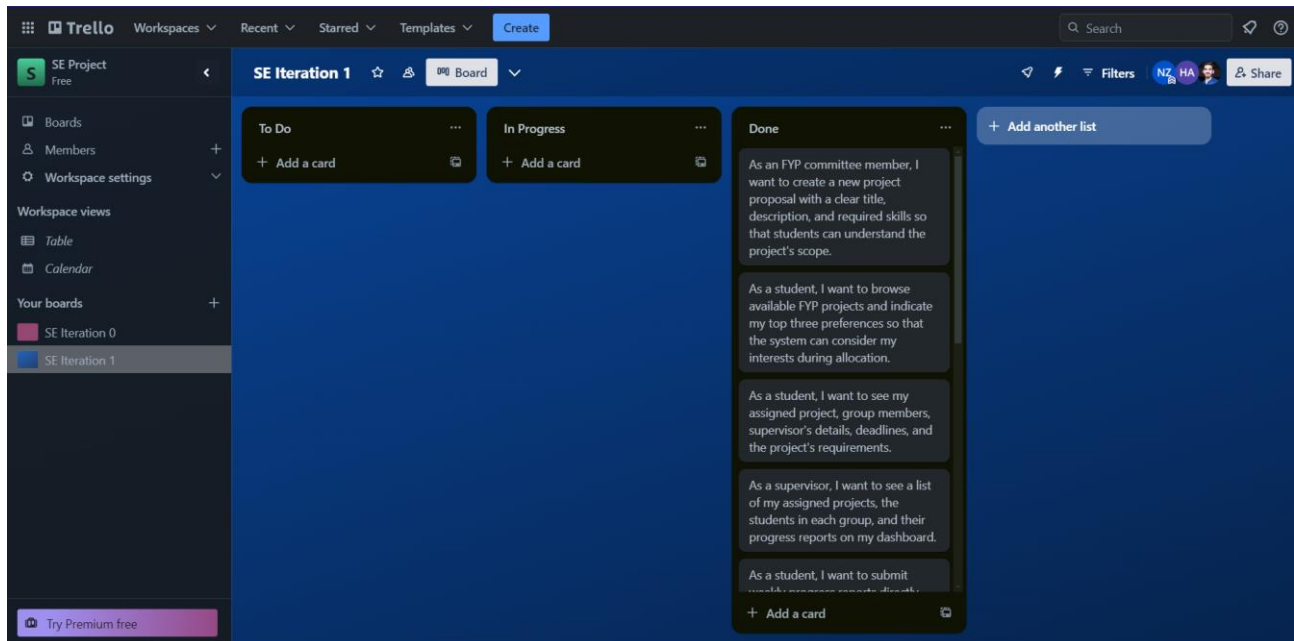 Trello
Workspaces
Recent
Starred
Templates
Create
Search
S
SE Project
Free
SE Iteration 1
Board
Filters
NZ
HA
Share
Boards
Members
Workspace settings
Workspace views
Table
Calendar
Your boards
SE Iteration 0
SE Iteration 1
Try Premium free
To Do
Add a card
In Progress
Add a card
Done
As an FYP committee member, I
want to create a new project
proposal with a clear title,
description, and required skills so
that students can understand the
project's scope.
As a student, I want to browse
available FYP projects and indicate
my top three preferences so that
the system can consider my
interests during allocation.
As a student, I want to see my
assigned project, group members,
supervisor's details, deadlines, and
the project's requirements.
As a supervisor, I want to see a list
of my assigned projects, the
students in each group, and their
progress reports on my dashboard.
As a student, I want to submit
weekly progress reports directly
Add a card
Add another list